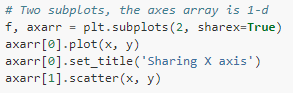 # Two subplots, the axes array is 1-d
f, axarr = plt.subplots(2, sharex=True)
axarr[0].plot(x, y)
axarr[0].set_title('Sharing X axis')
axarr[1].scatter(x, y)